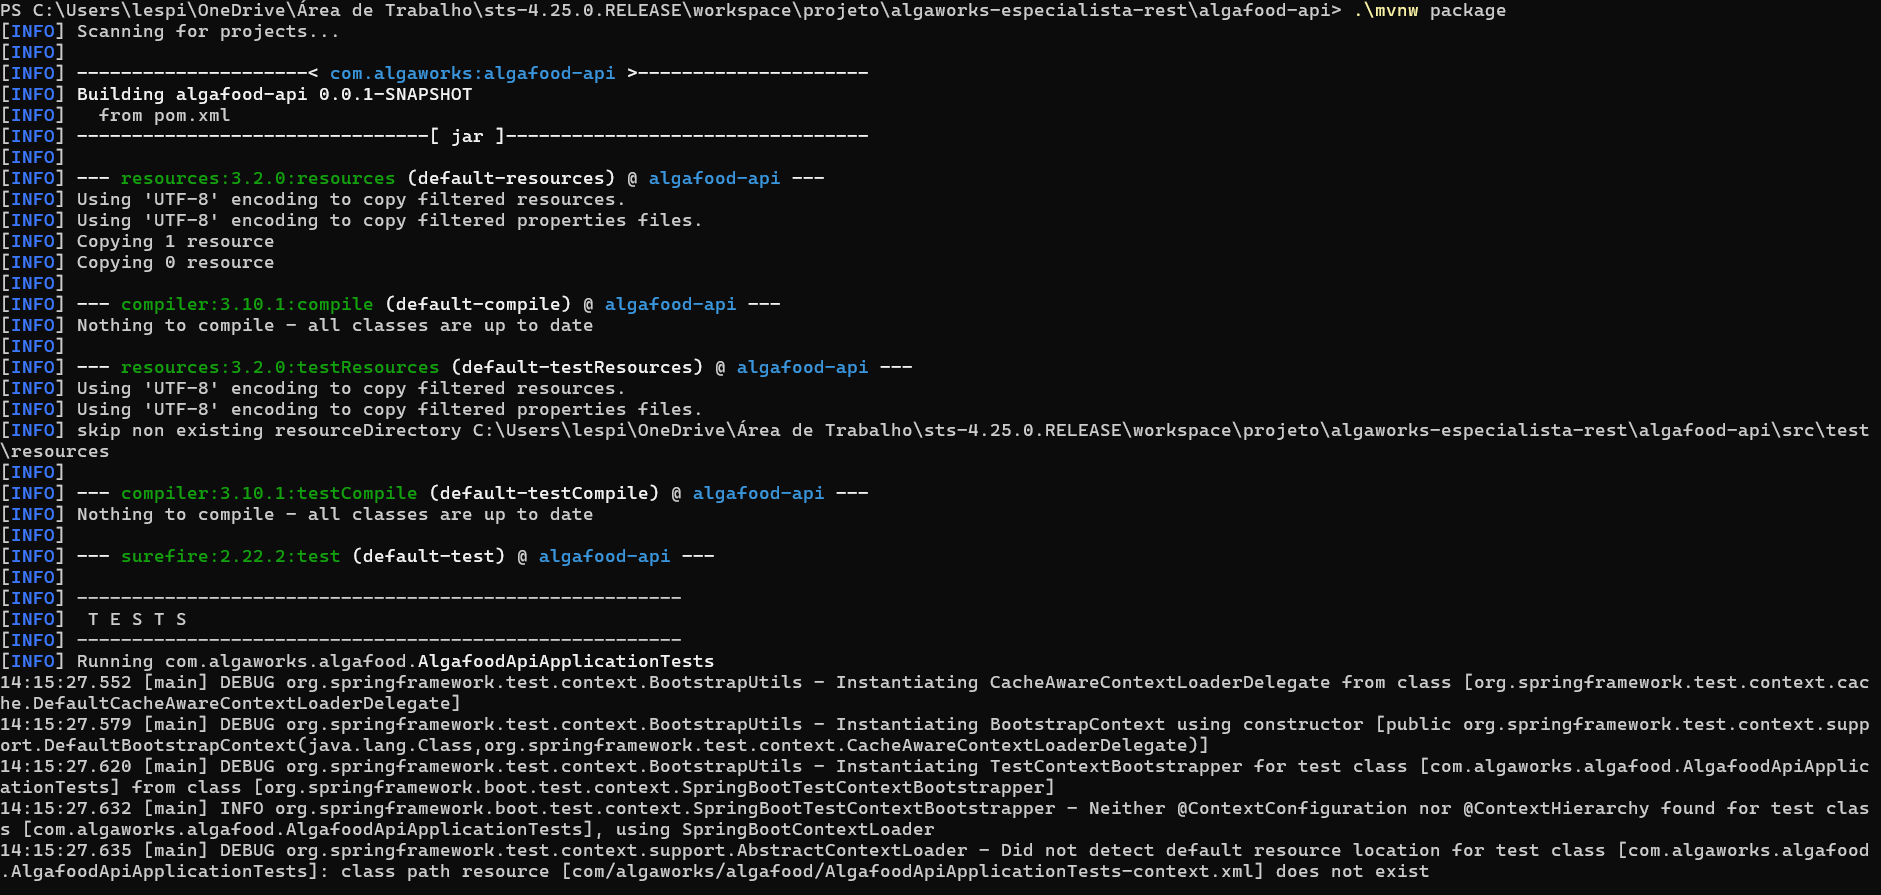 PS C:\Users\lespi\OneDrive\Área de Trabalho\sts-4.25.0.RELEASE\workspace\projeto\algaworks-especialista-rest\algafood-api> .\mvnw package
[INFO] Scanning for projects...
[INFO]
[INFO] ---------------------< com.algaworks:algafood-api >---------------------
[INFO] Building algafood-api 0.0.1-SNAPSHOT
[INFO]   from pom.xml
[INFO] --------------------------------[ jar ]---------------------------------
[INFO]
[INFO] --- resources:3.2.0:resources (default-resources) @ algafood-api ---
[INFO] Using 'UTF-8' encoding to copy filtered resources.
[INFO] Using 'UTF-8' encoding to copy filtered properties files.
[INFO] Copying 1 resource
[INFO] Copying 0 resource
[INFO]
[INFO] --- compiler:3.10.1:compile (default-compile) @ algafood-api ---
[INFO] Nothing to compile - all classes are up to date
[INFO]
[INFO] --- resources:3.2.0:testResources (default-testResources) @ algafood-api ---
[INFO] Using 'UTF-8' encoding to copy filtered resources.
[INFO] Using 'UTF-8' encoding to copy filtered properties files.
[INFO] skip non existing resourceDirectory C:\Users\lespi\OneDrive\Área de Trabalho\sts-4.25.0.RELEASE\workspace\projeto\algaworks-especialista-rest\algafood-api\src\test
\resources
[INFO]
[INFO] --- compiler:3.10.1:testCompile (default-testCompile) @ algafood-api ---
[INFO] Nothing to compile - all classes are up to date
[INFO]
[INFO] --- surefire:2.22.2:test (default-test) @ algafood-api ---
[INFO]
[INFO] -------------------------------------------------------
[INFO]  T E S T S
[INFO] -------------------------------------------------------
[INFO] Running com.algaworks.algafood.AlgafoodApiApplicationTests
14:15:27.552 [main] DEBUG org.springframework.test.context.BootstrapUtils - Instantiating CacheAwareContextLoaderDelegate from class [org.springframework.test.context.cac
he.DefaultCacheAwareContextLoaderDelegate]
14:15:27.579 [main] DEBUG org.springframework.test.context.BootstrapUtils - Instantiating BootstrapContext using constructor [public org.springframework.test.context.supp
ort.DefaultBootstrapContext(java.lang.Class,org.springframework.test.context.CacheAwareContextLoaderDelegate)]
14:15:27.620 [main] DEBUG org.springframework.test.context.BootstrapUtils - Instantiating TestContextBootstrapper for test class [com.algaworks.algafood.AlgafoodApiApplic
ationTests] from class [org.springframework.boot.test.context.SpringBootTestContextBootstrapper]
14:15:27.632 [main] INFO org.springframework.boot.test.context.SpringBootTestContextBootstrapper - Neither @ContextConfiguration nor @ContextHierarchy found for test clas
s [com.algaworks.algafood.AlgafoodApiApplicationTests], using SpringBootContextLoader
14:15:27.635 [main] DEBUG org.springframework.test.context.support.AbstractContextLoader - Did not detect default resource location for test class [com.algaworks.algafood
.AlgafoodApiApplicationTests]: class path resource [com/algaworks/algafood/AlgafoodApiApplicationTests-context.xml] does not exist